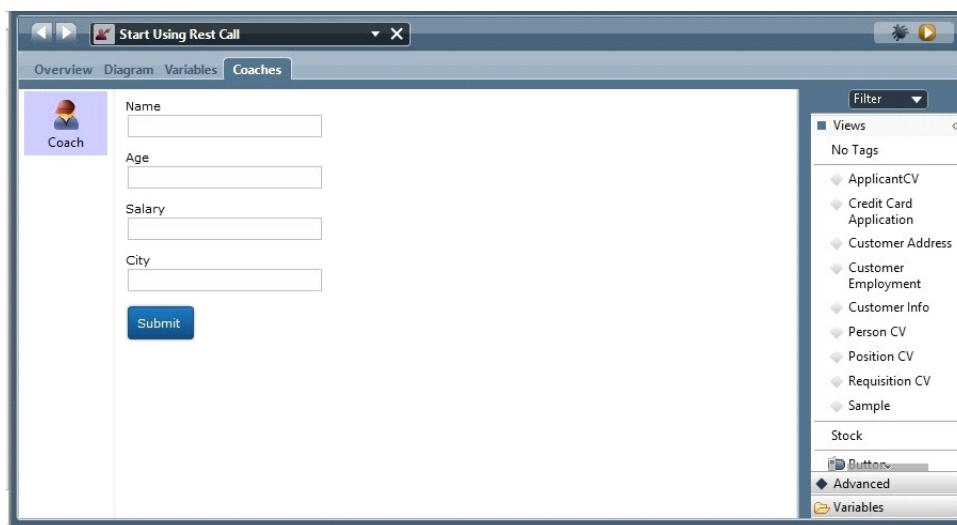 Start Using Rest Call
Overview Diagram Variables Coaches
Coach
Name
Age
Salary
City
Submit
Filter
Views
No Tags
ApplicantCV
Credit Card
Application
Customer Address
Customer
Employment
Customer Info
Person CV
Position CV
Requisition CV
Sample
Stock
Button
Advanced
Variables